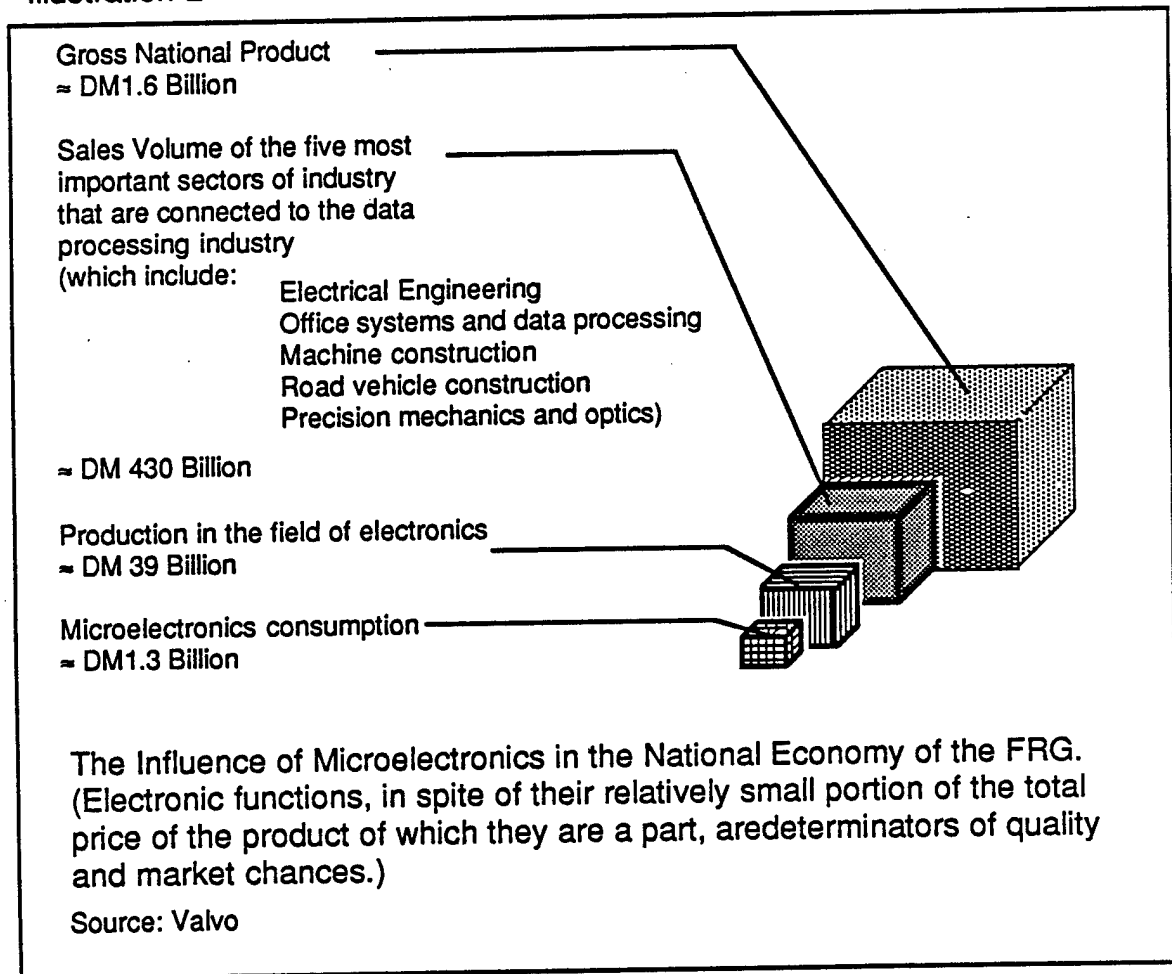 Gross National Product
≈ DM1.6 Billion
Sales Volume of the five most
important sectors of industry
that are connected to the data
processing industry
(which include:
Electrical Engineering
Office systems and data processing
Machine construction
Road vehicle construction
Precision mechanics and optics)
≈ DM 430 Billion
Production in the field of electronics
≈ DM 39 Billion
Microelectronics consumption
≈ DM1.3 Billion
The Influence of Microelectronics in the National Economy of the FRG.
(Electronic functions, in spite of their relatively small portion of the total
price of the product of which they are a part, aredeterminators of quality
and market chances.)
Source: Valvo